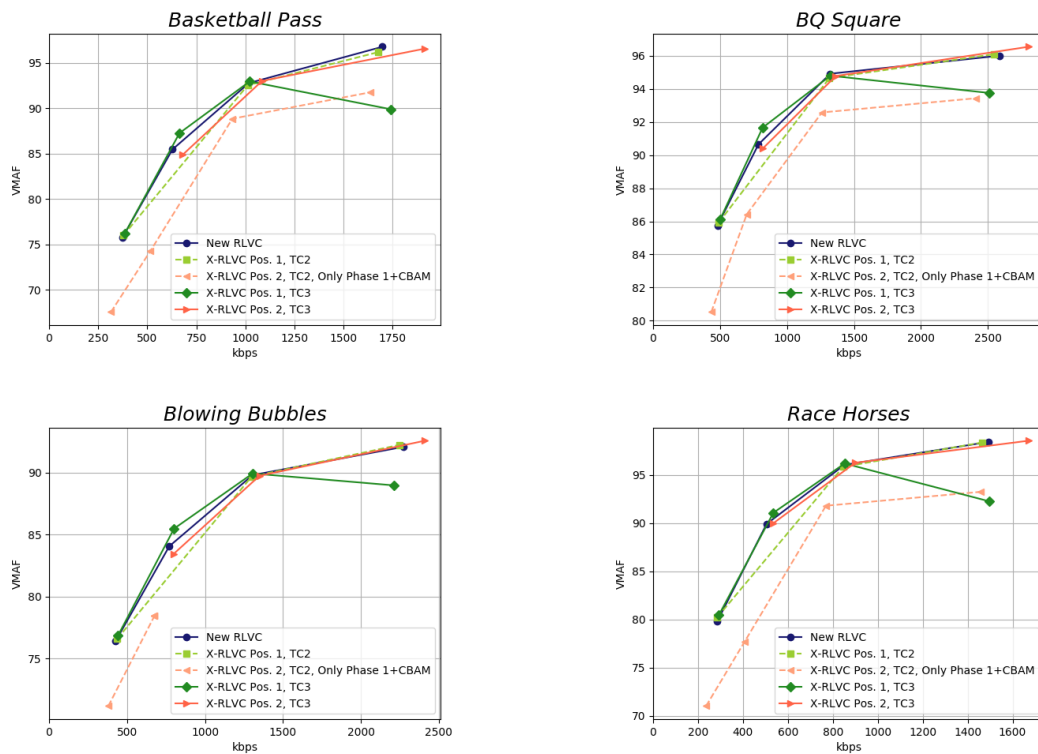 Basketball Pass
95
90
85
80
75
70
VMAF
0 250 500 750 1000 1250 1500 1750
kbps
New RLVC
X-RLVC Pos. 1, TC2
X-RLVC Pos. 2, TC2, Only Phase 1+CBAM
X-RLVC Pos. 1, TC3
X-RLVC Pos. 2, TC3
BQ Square
96
94
92
90
88
86
84
82
80
VMAF
0 500 1000 1500 2000 2500
kbps
New RLVC
X-RLVC Pos. 1, TC2
X-RLVC Pos. 2, TC2, Only Phase 1+CBAM
X-RLVC Pos. 1, TC3
X-RLVC Pos. 2, TC3
Blowing Bubbles
90
85
80
75
VMAF
0 500 1000 1500 2000 2500
kbps
New RLVC
X-RLVC Pos. 1, TC2
X-RLVC Pos. 2, TC2, Only Phase 1+CBAM
X-RLVC Pos. 1, TC3
X-RLVC Pos. 2, TC3
Race Horses
95
90
85
80
75
70
VMAF
0 200 400 600 800 1000 1200 1400 1600
kbps
New RLVC
X-RLVC Pos. 1, TC2
X-RLVC Pos. 2, TC2, Only Phase 1+CBAM
X-RLVC Pos. 1, TC3
X-RLVC Pos. 2, TC3